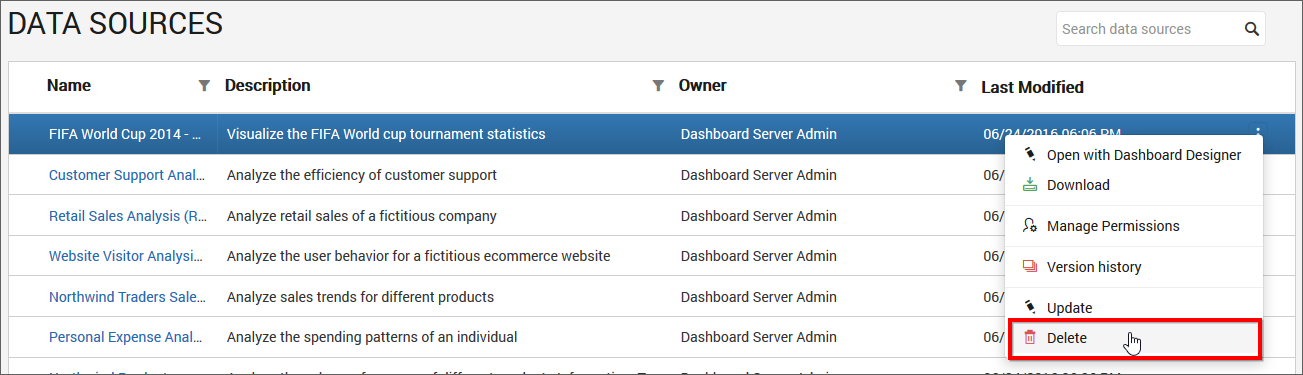 DATA SOURCES
Search data sources
Name Description Owner Last Modified
FIFA World Cup 2014 - ... Visualize the FIFA World cup tournament statistics Dashboard Server Admin 06/24/2016 06:06 PM
Open with Dashboard Designer
Customer Support Anal... Analyze the efficiency of customer support Dashboard Server Admin 06/
Download
Retail Sales Analysis (R... Analyze retail sales of a fictitious company Dashboard Server Admin 06/
Manage Permissions
Website Visitor Analysi... Analyze the user behavior for a fictitious ecommerce website Dashboard Server Admin 06/
Version history
Northwind Traders Sale... Analyze sales trends for different products Dashboard Server Admin 06/
Update
Personal Expense Anal... Analyze the spending patterns of an individual Dashboard Server Admin 06/
Delete